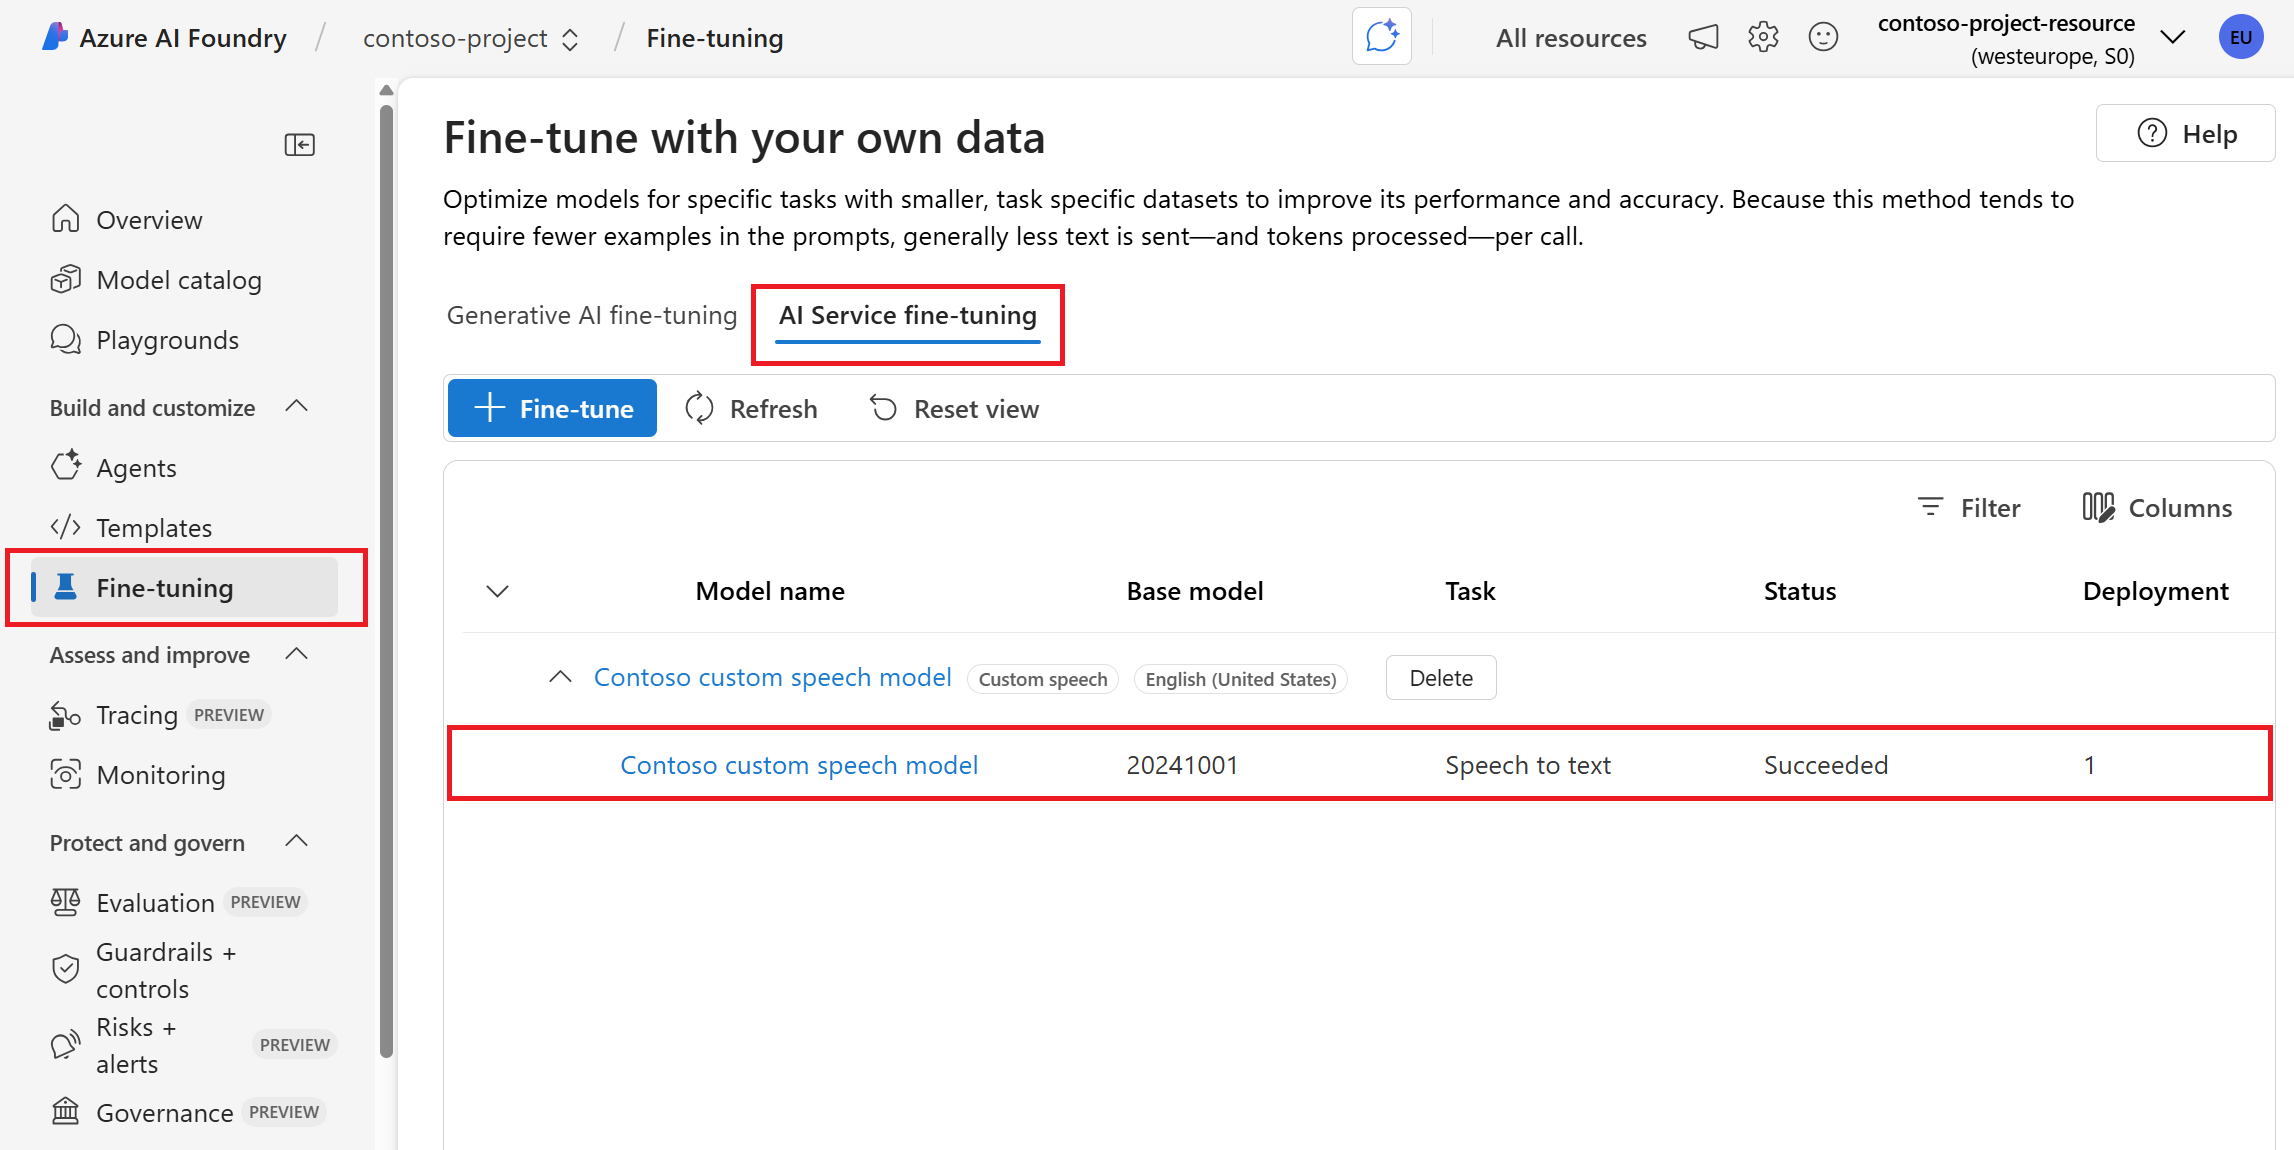 Azure AI Foundry / contoso-project / Fine-tuning
All resources
contoso-project-resource
(westeurope, S0)
EU
Overview
Model catalog
Playgrounds
Build and customize
Agents
Templates
Fine-tuning
Assess and improve
Tracing PREVIEW
Monitoring
Protect and govern
Evaluation PREVIEW
Guardrails +
controls
Risks +
alerts
PREVIEW
Governance PREVIEW
Fine-tune with your own data
Help
Optimize models for specific tasks with smaller, task specific datasets to improve its performance and accuracy. Because this method tends to
require fewer examples in the prompts, generally less text is sent—and tokens processed—per call.
Generative AI fine-tuning AI Service fine-tuning
Fine-tune Refresh Reset view
Filter Columns
Model name Base model Task Status Deployment
Contoso custom speech model Custom speech English (United States) Delete
Contoso custom speech model 20241001 Speech to text Succeeded 1